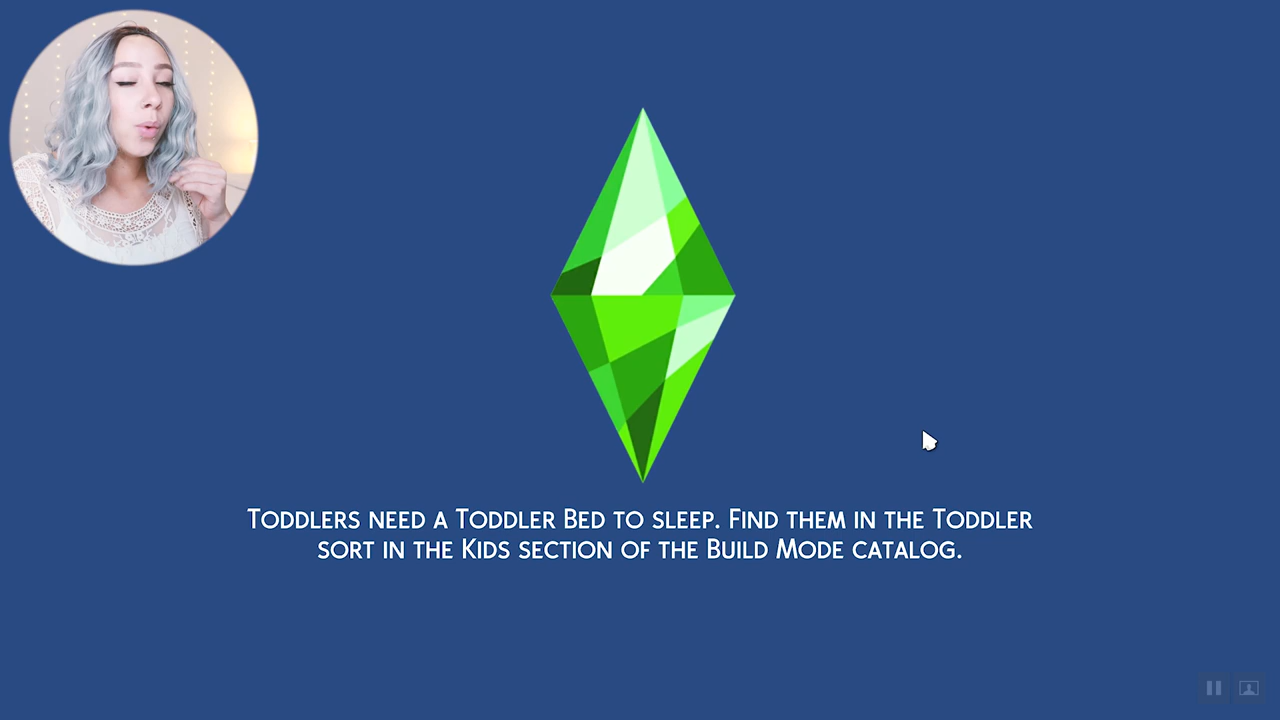 Toddlers need a Toddler Bed to sleep. Find them in the Toddler
sort in the Kids section of the Build Mode catalog.